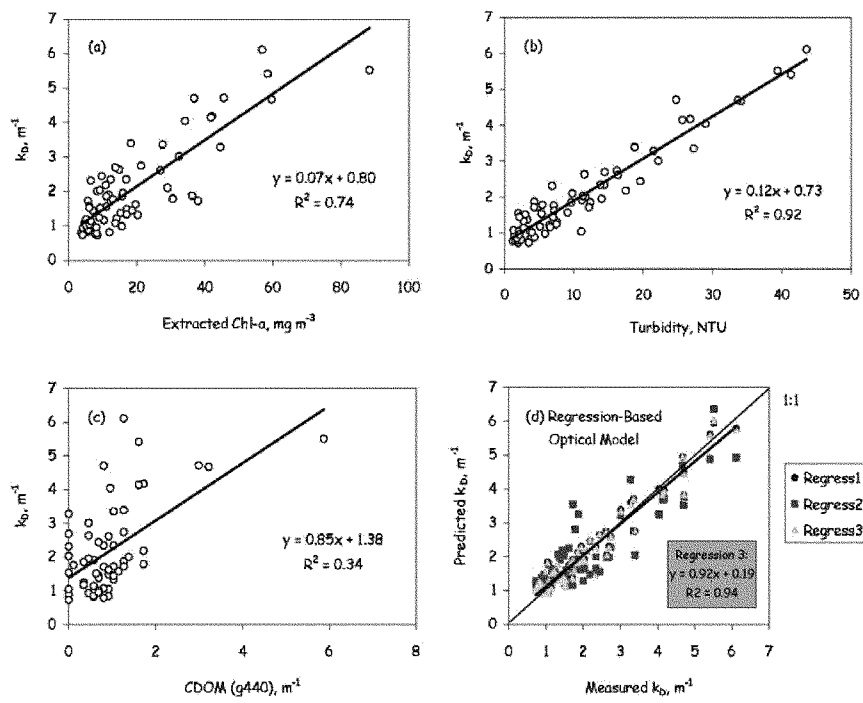 7
6
5
4
3
2
1
0
(a)
y = 0.07x + 0.80
R² = 0.74
k_D, m⁻¹
0 20 40 60 80 100
Extracted Chl-a, mg m⁻³
7
6
5
4
3
2
1
0
(b)
y = 0.12x + 0.73
R² = 0.92
k_D, m⁻¹
0 10 20 30 40 50
Turbidity, NTU
7
6
5
4
3
2
1
0
(c)
y = 0.85x + 1.38
R² = 0.34
k_D, m⁻¹
0 2 4 6 8
CDOM (g440), m⁻¹
7
6
5
4
3
2
1
0
(d) Regression-Based
Optical Model
1:1
Predicted k_D, m⁻¹
Regression 3:
y = 0.92x + 0.19
R2 = 0.94
0 1 2 3 4 5 6 7
Measured k_D, m⁻¹
Regress1
Regress2
Regress3